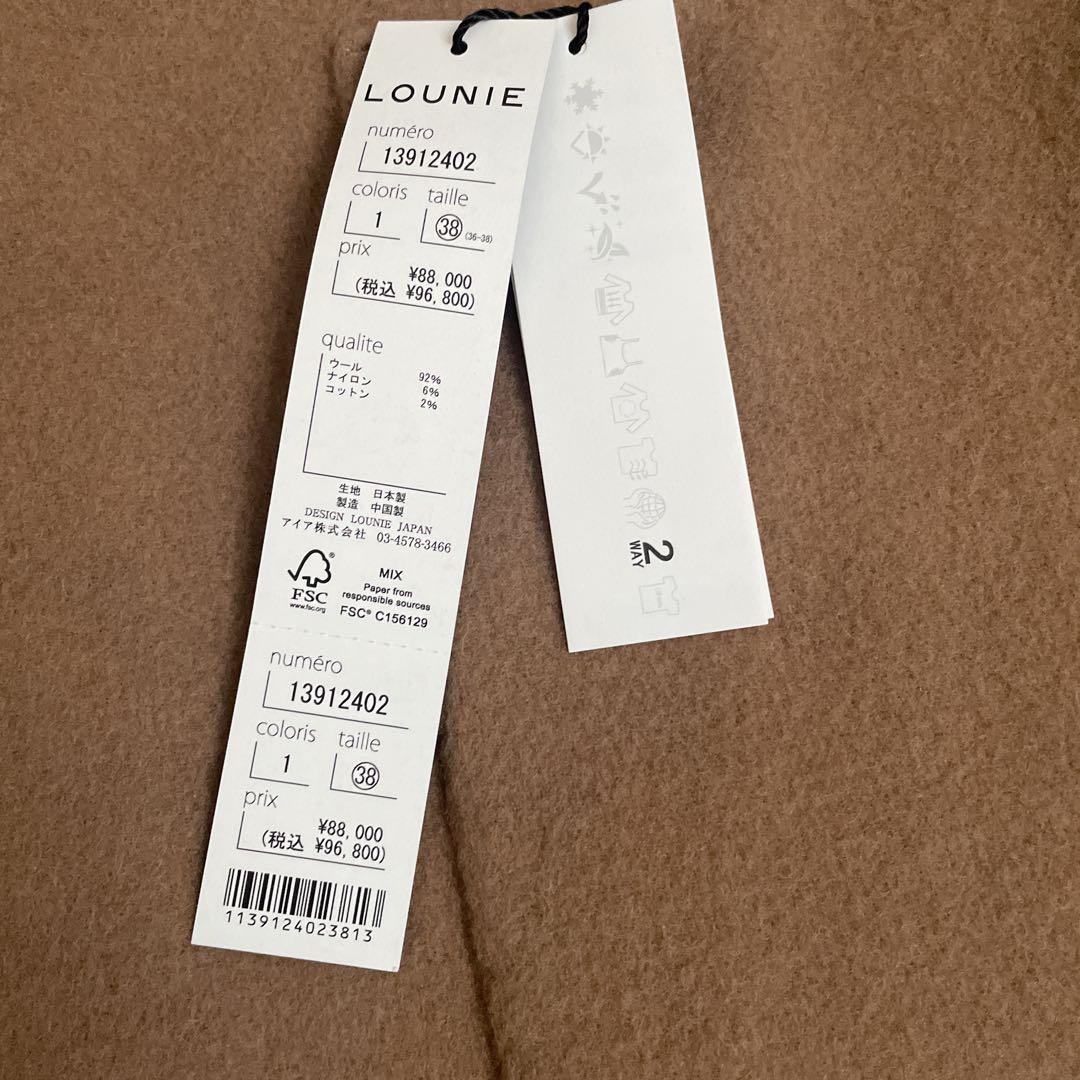 LOUNIE
numéro
13912402
coloris taille
1 38 (36-38)
prix
¥88,000
(税込 ¥96,800)
qualite
ウール 92%
ナイロン 6%
コットン 2%
生地 日本製
製造 中国製
DESIGN LOUNIE JAPAN
アイア株式会社 03-4578-3466
FSC®
www.fsc.org
MIX
Paper from
responsible sources
FSC® C156129
numéro
13912402
coloris taille
1 38
prix
¥88,000
(税込 ¥96,800)
1139124023813
2
WAY